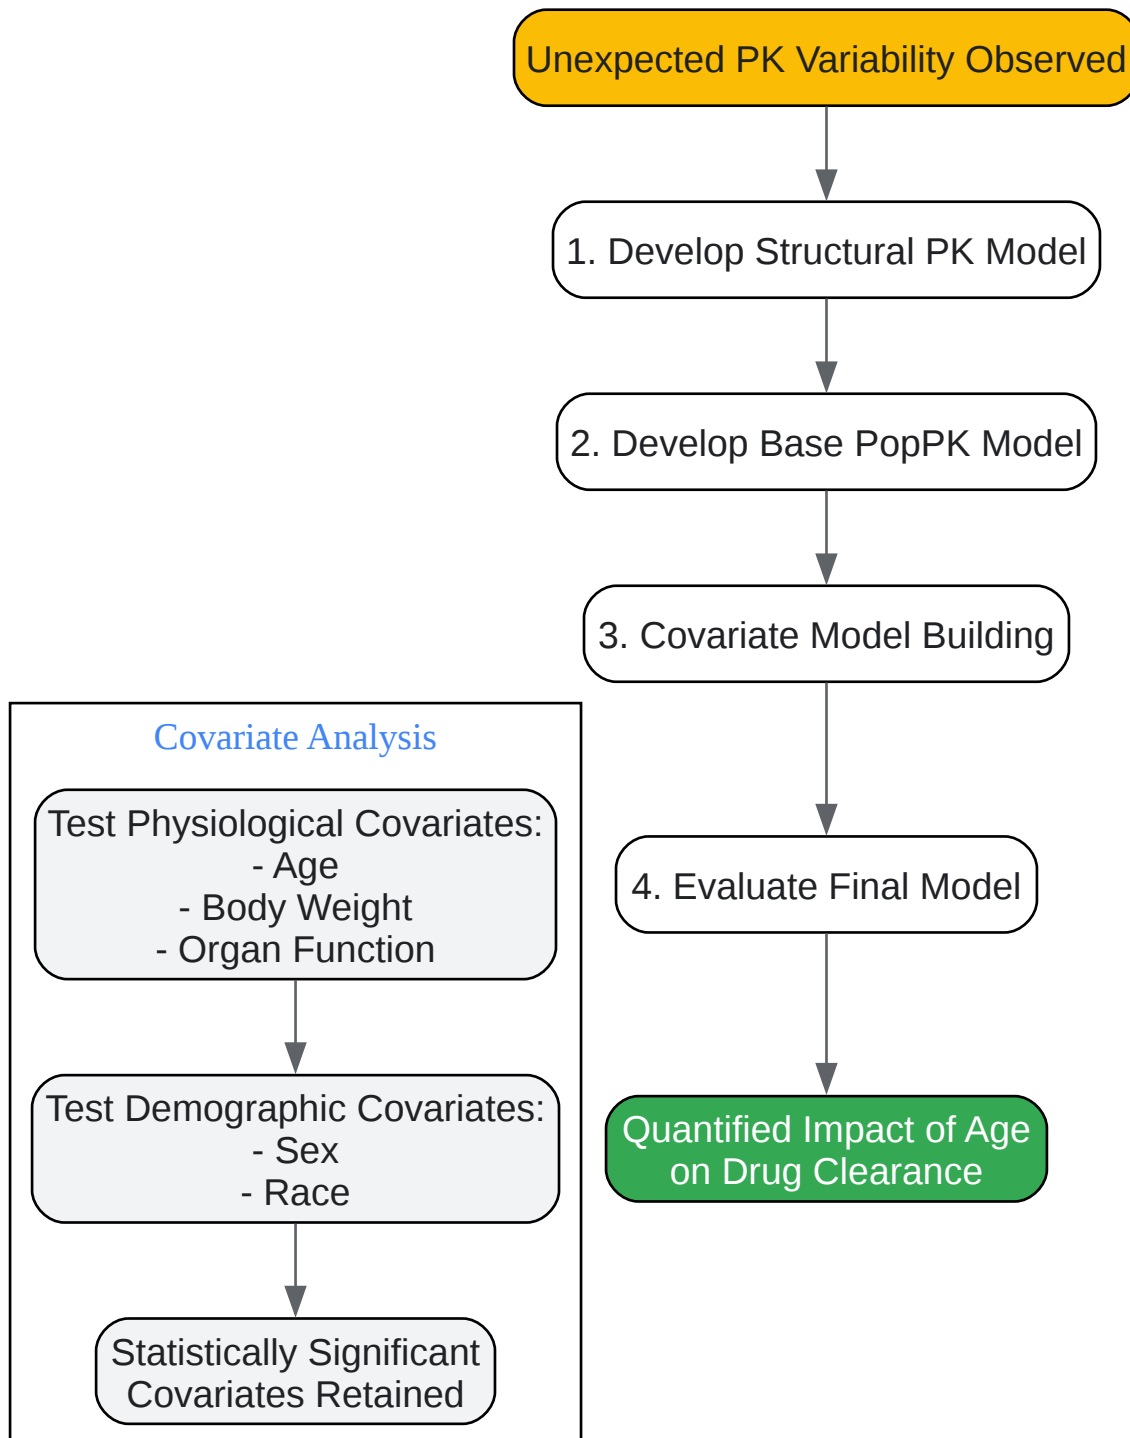 Unexpected PK Variability Observed
1. Develop Structural PK Model
2. Develop Base PopPK Model
3. Covariate Model Building
4. Evaluate Final Model
Quantified Impact of Age
on Drug Clearance
Covariate Analysis
Test Physiological Covariates:
- Age
- Body Weight
- Organ Function
Test Demographic Covariates:
- Sex
- Race
Statistically Significant
Covariates Retained